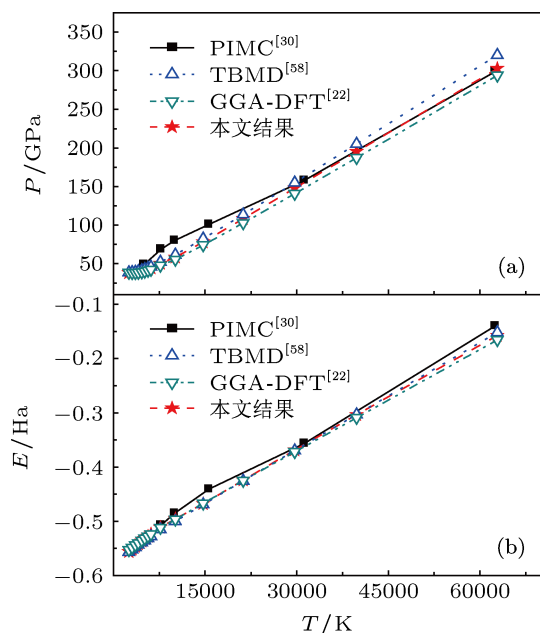 400
350
300
250
200
150
100
50
P/GPa
PIMC[30]
TBMD[58]
GGA-DFT[22]
本文结果
(a)
−0.1
−0.2
−0.3
−0.4
−0.5
−0.6
E/Ha
PIMC[30]
TBMD[58]
GGA-DFT[22]
本文结果
(b)
15000 30000 45000 60000
T/K